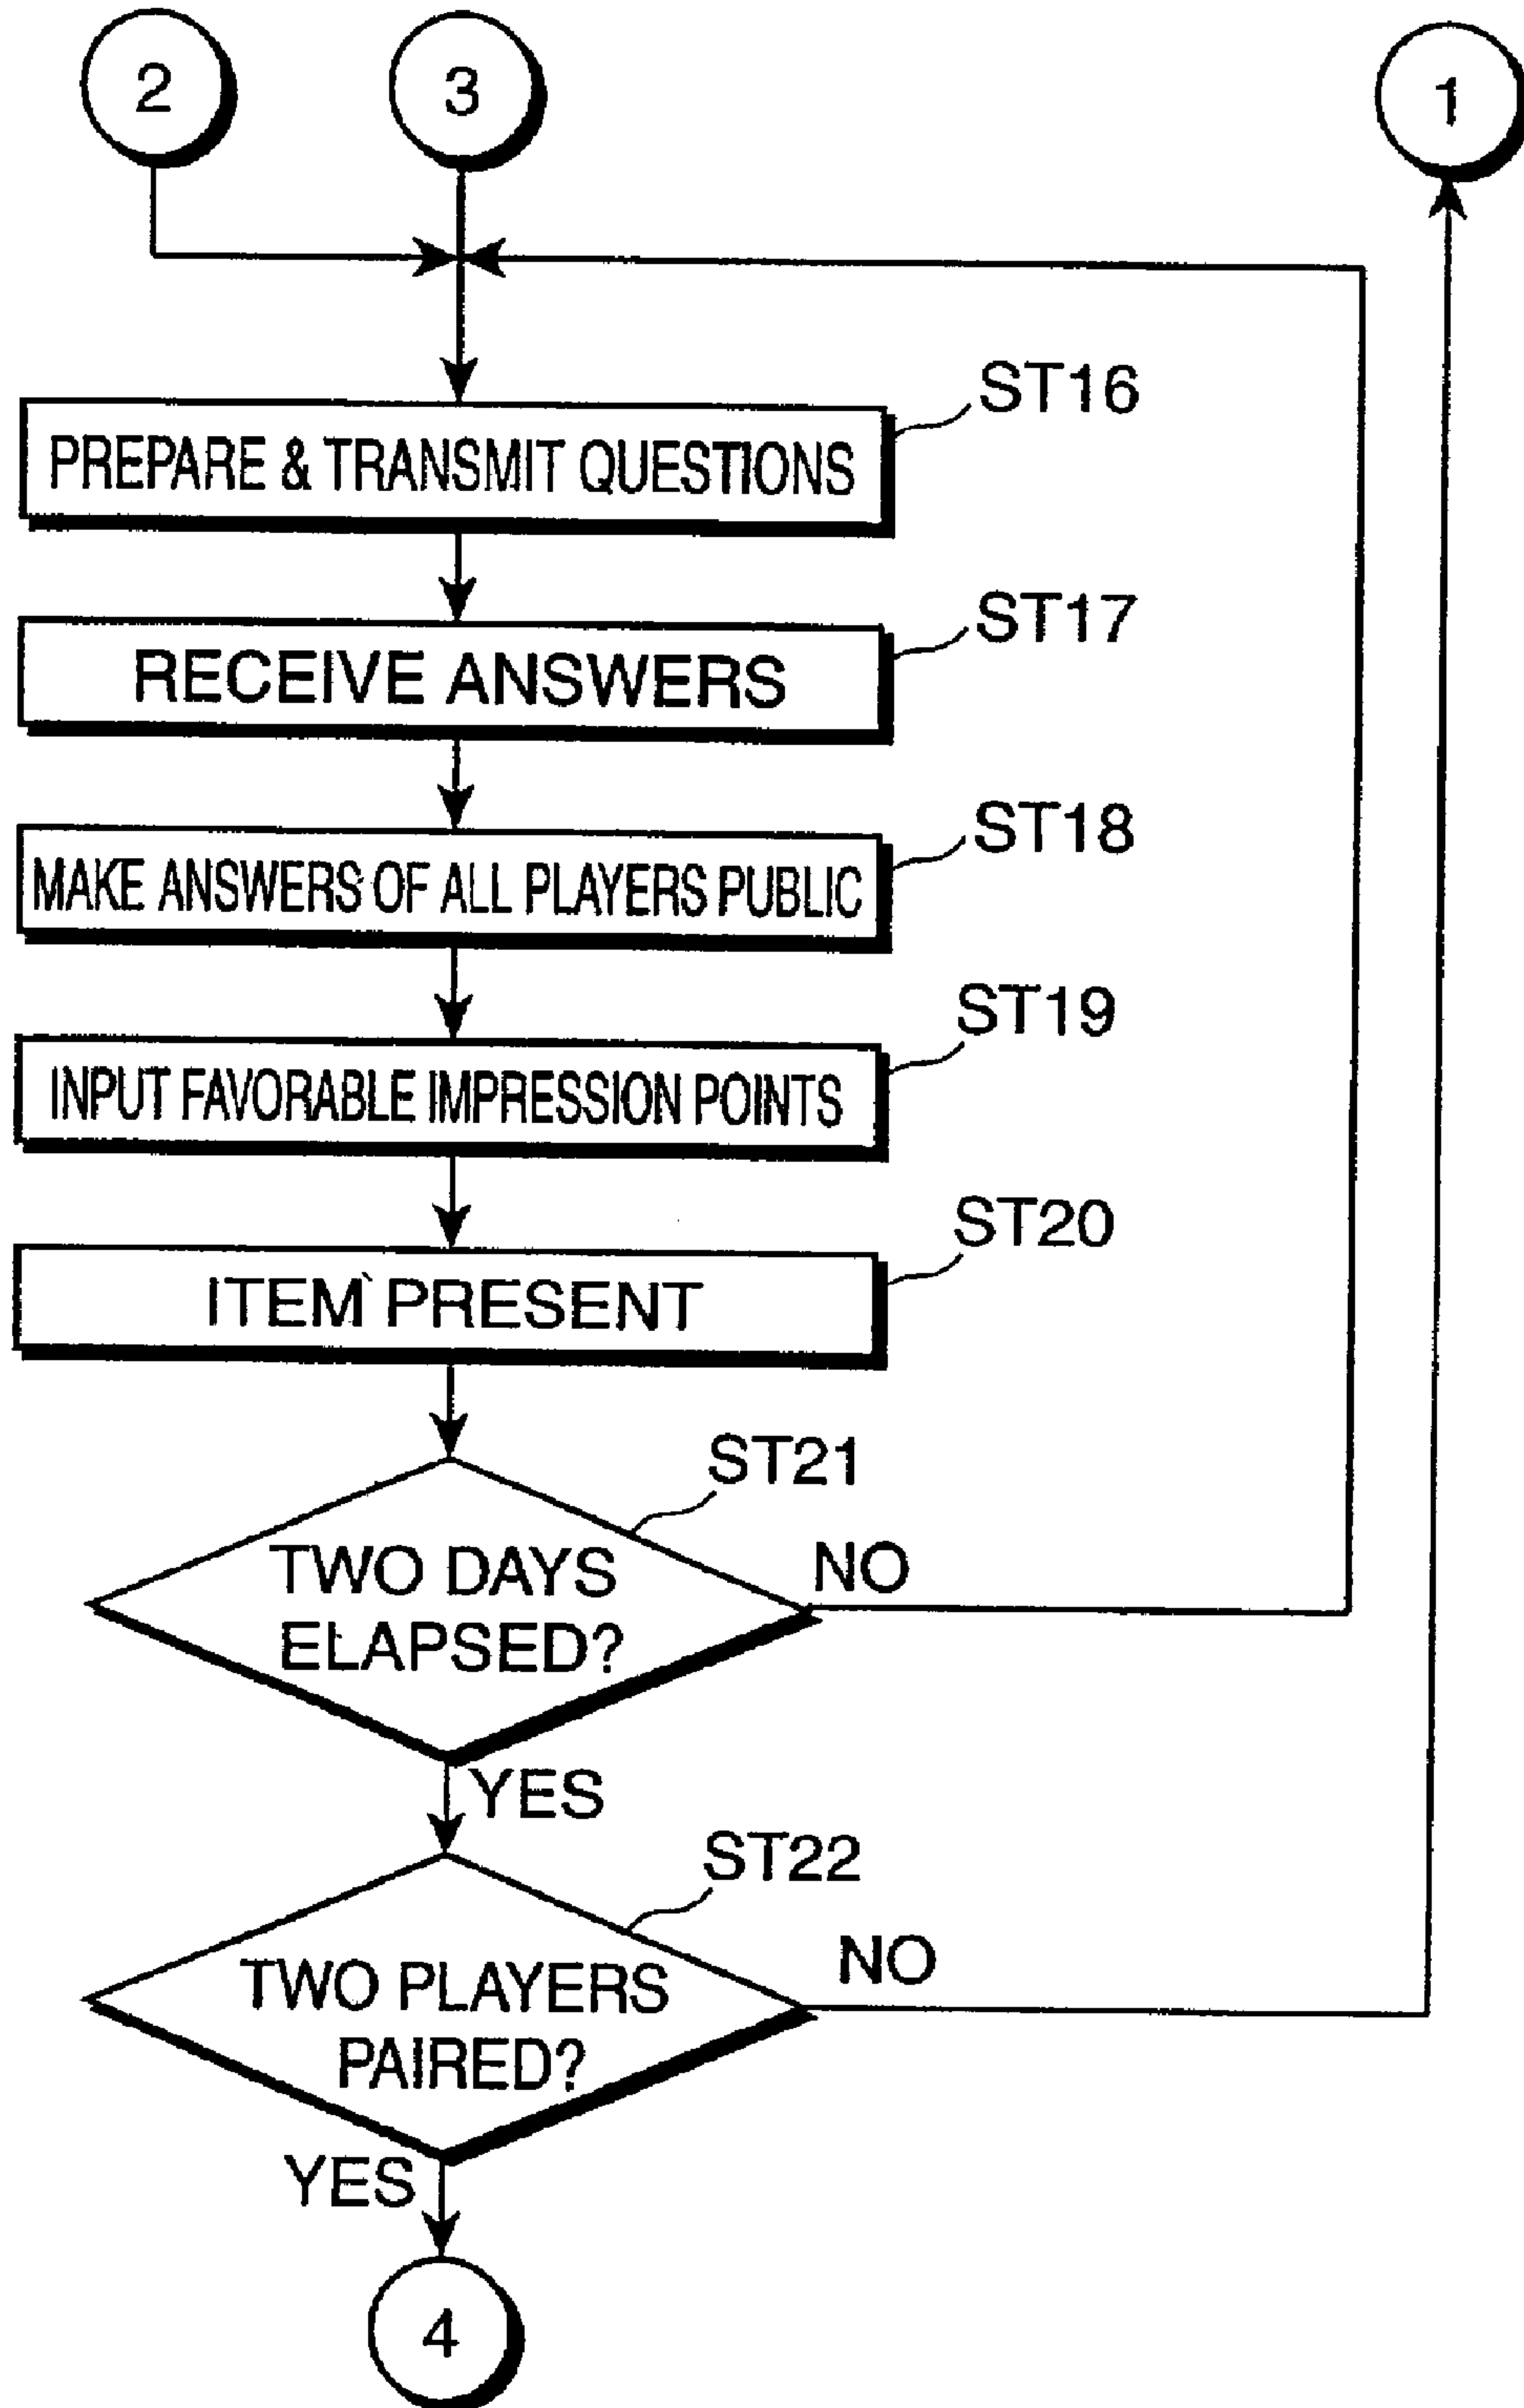 2
3
1
ST16
PREPARE & TRANSMIT QUESTIONS
ST17
RECEIVE ANSWERS
ST18
MAKE ANSWERS OF ALL PLAYERS PUBLIC
ST19
INPUT FAVORABLE IMPRESSION POINTS
ST20
ITEM PRESENT
ST21
TWO DAYS
ELAPSED?
NO
YES
ST22
TWO PLAYERS
PAIRED?
NO
YES
4